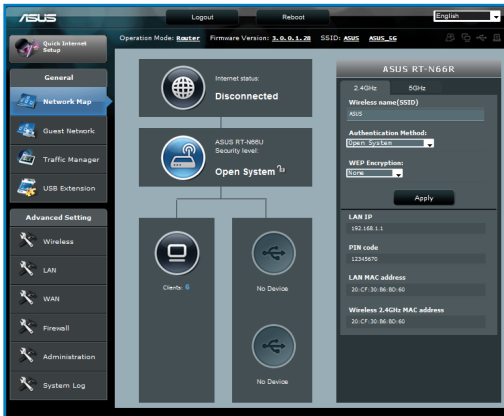 ASUS
Logout
Reboot
English
Quick Internet
Setup
Operation Mode: Router Firmware Version: 3.0.0.1.28 SSID: ASUS ASUS_5G
General
Network Map
Guest Network
Traffic Manager
USB Extension
Advanced Setting
Wireless
LAN
WAN
Firewall
Administration
System Log
Internet status:
Disconnected
ASUS RT-N66U
Security level:
Open System
Clients: 6
No Device
No Device
ASUS RT-N66R
2.4GHz 5GHz
Wireless name(SSID)
ASUS
Authentication Method:
Open System
WEP Encryption:
None
Apply
LAN IP
192.168.1.1
PIN code
12345670
LAN MAC address
20:CF:30:B6:8D:60
Wireless 2.4GHz MAC address
20:CF:30:B6:8D:60